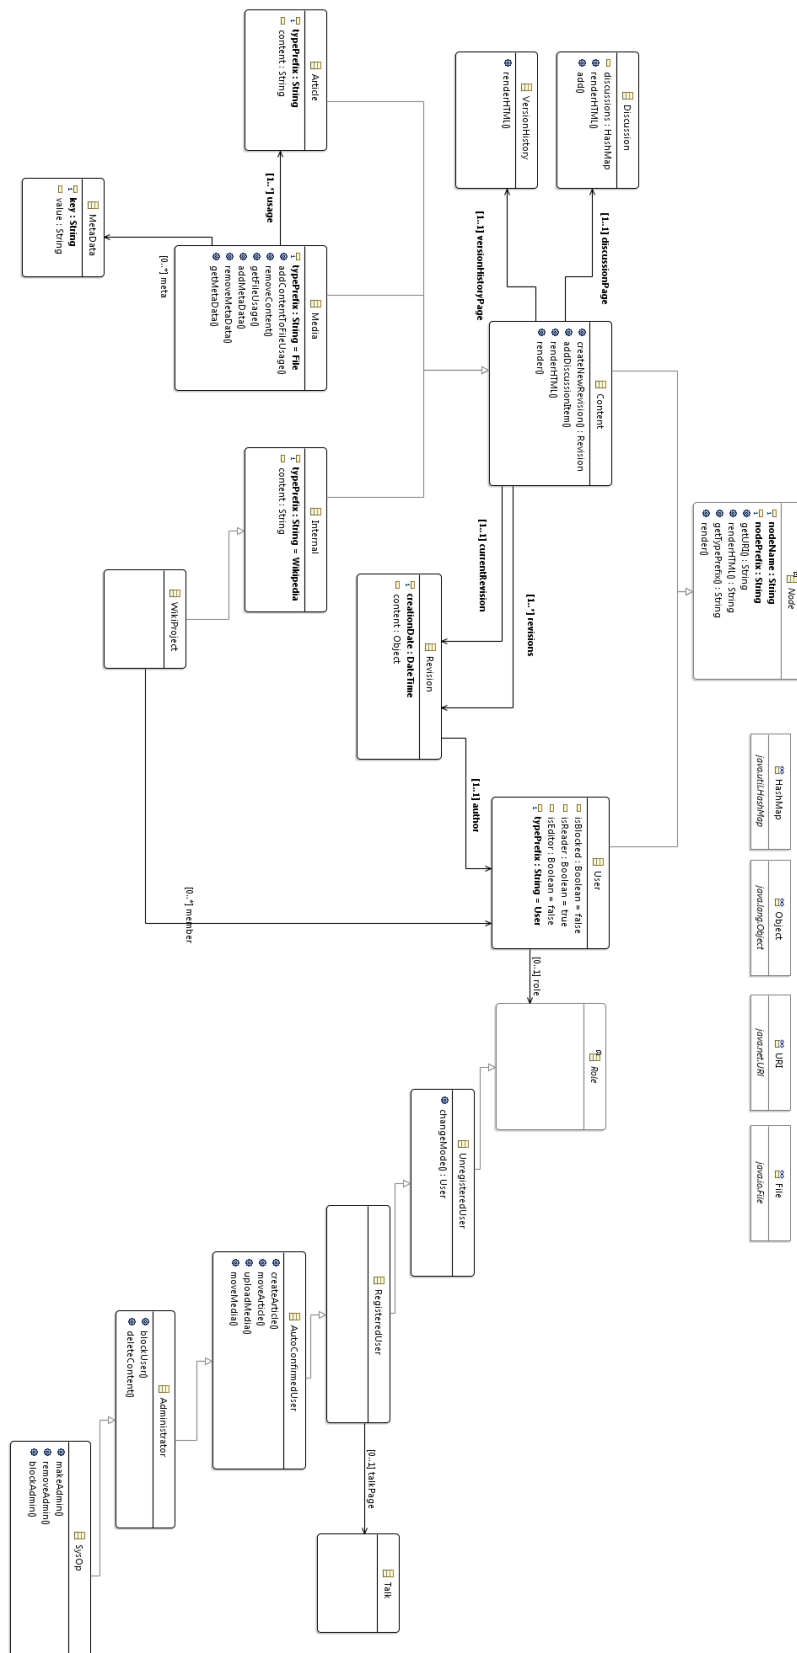 Node
nodeName : String
nodePrefix : String
getURI() : String
renderHTML() : String
getTypePrefix() : String
render()
HashMap
java.util.HashMap
Object
java.lang.Object
URI
java.net.URI
File
java.io.File
Discussion
discussions : HashMap
renderHTML()
add()
[1..1] discussionPage
VersionHistory
renderHTML()
[1..1] versionHistoryPage
Content
createNewRevision() : Revision
addDiscussionItem()
renderHTML()
render()
[1..*] revisions
[1..1] currentRevision
User
isBlocked : Boolean = false
isReader : Boolean = true
isEditor : Boolean = false
typePrefix : String = User
[0..1] role
Role
[1..1] author
Revision
creationDate : DateTime
content : Object
UnregisteredUser
changeMode() : User
RegisteredUser
[0..1] talkPage
Talk
Article
typePrefix : String
content : String
[1..*] usage
Media
typePrefix : String = File
addContentToFileUsage()
removeContent()
getFileUsage()
addMetaData()
removeMetaData()
getMetaData()
[0..*] meta
MetaData
key : String
value : String
Internal
typePrefix : String = Wikipedia
content : String
WikiProject
[0..*] member
AutoConfirmedUser
createArticle()
moveArticle()
uploadMedia()
moveMedia()
Administrator
blockUser()
deleteContent()
SysOp
makeAdmin()
removeAdmin()
blockAdmin()